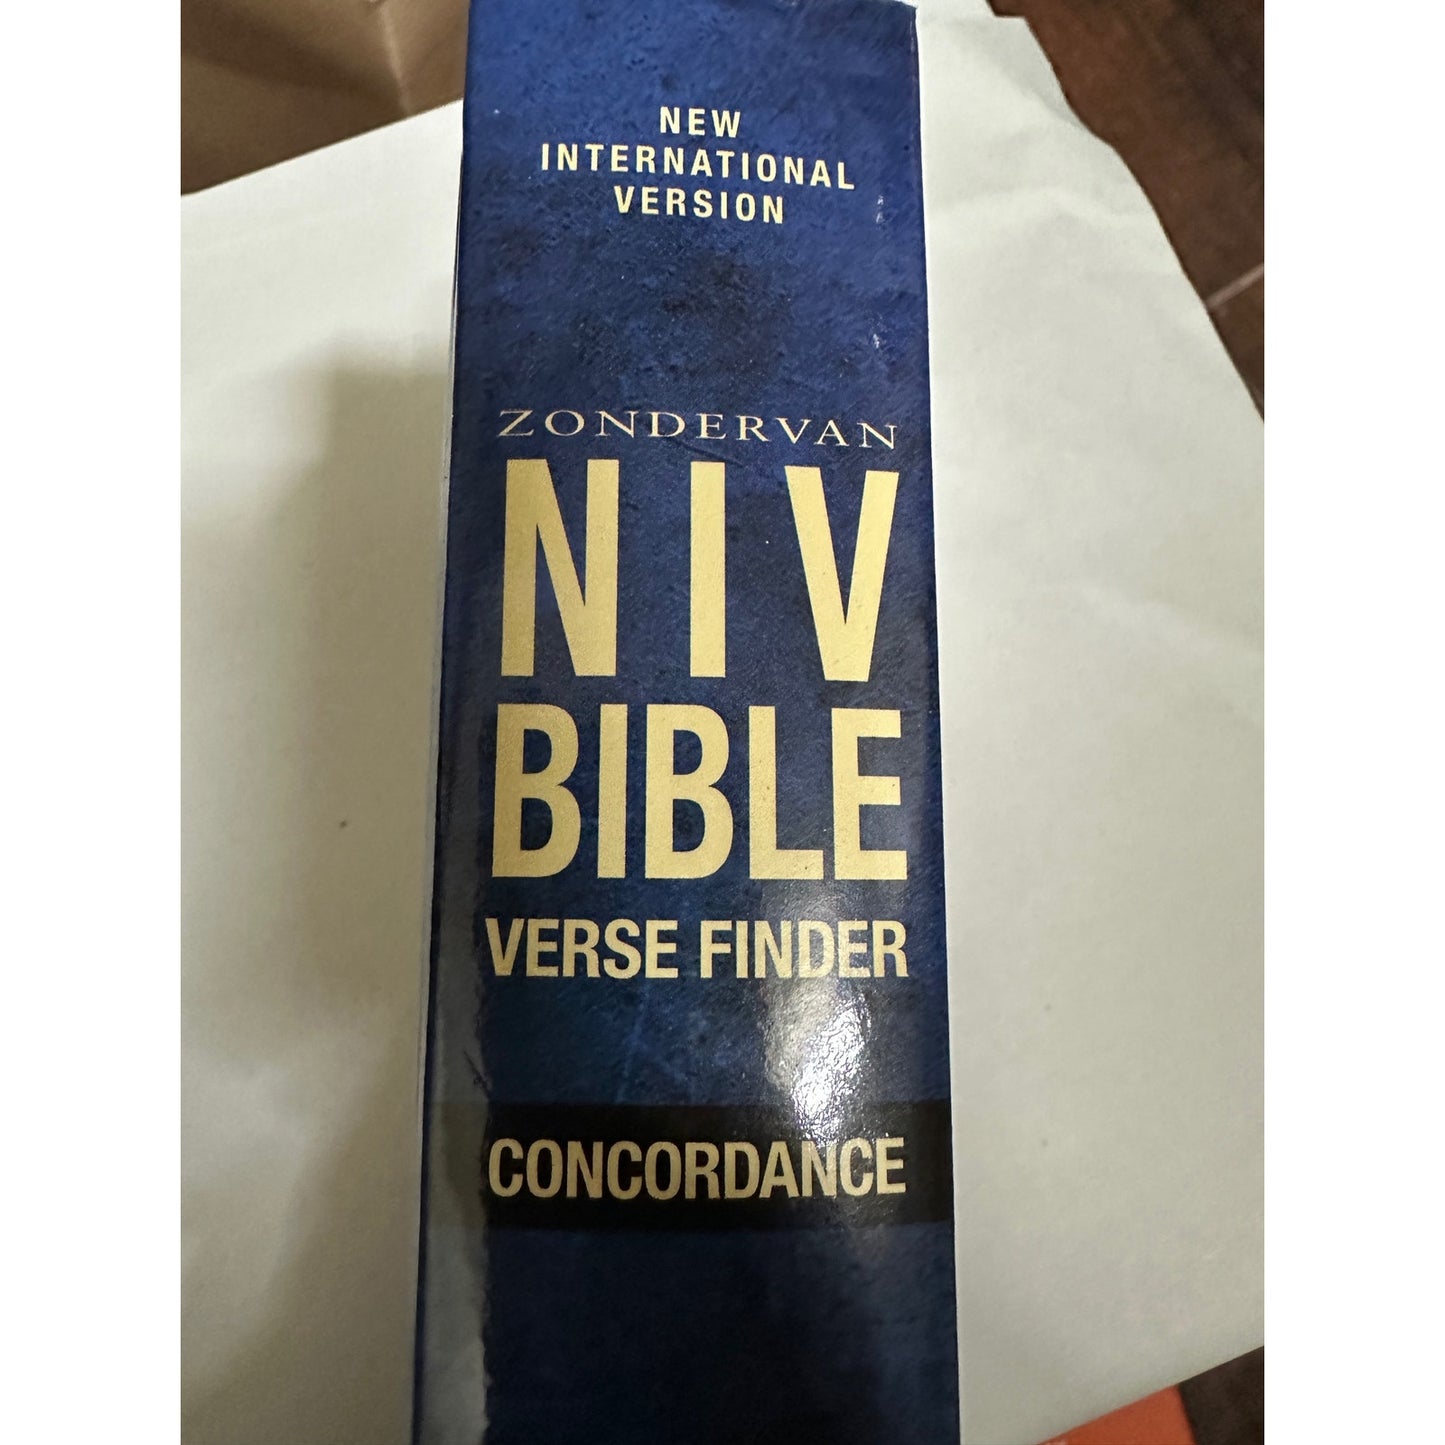 NEW
INTERNATIONAL
VERSION
ZONDERVAN
NIV
BIBLE
VERSE FINDER
CONCORDANCE